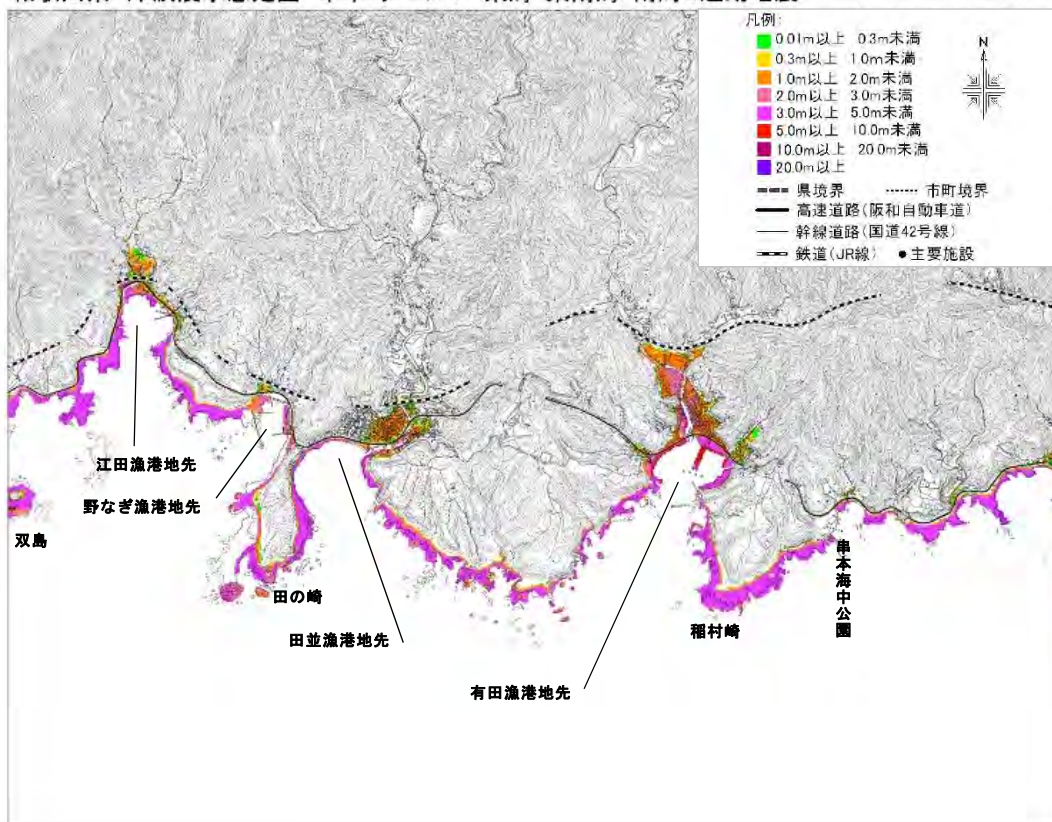 凡例:
0.01m以上 0.3m未満
0.3m以上 1.0m未満
1.0m以上 2.0m未満
2.0m以上 3.0m未満
3.0m以上 5.0m未満
5.0m以上 10.0m未満
10.0m以上 20.0m未満
20.0m以上
県境界 市町境界
高速道路(阪和自動車道)
幹線道路(国道42号線)
鉄道(JR線) ●主要施設
N
江田漁港地先
野なぎ漁港地先
双島
田の崎
田並漁港地先
有田漁港地先
稲村崎
串本海中公園